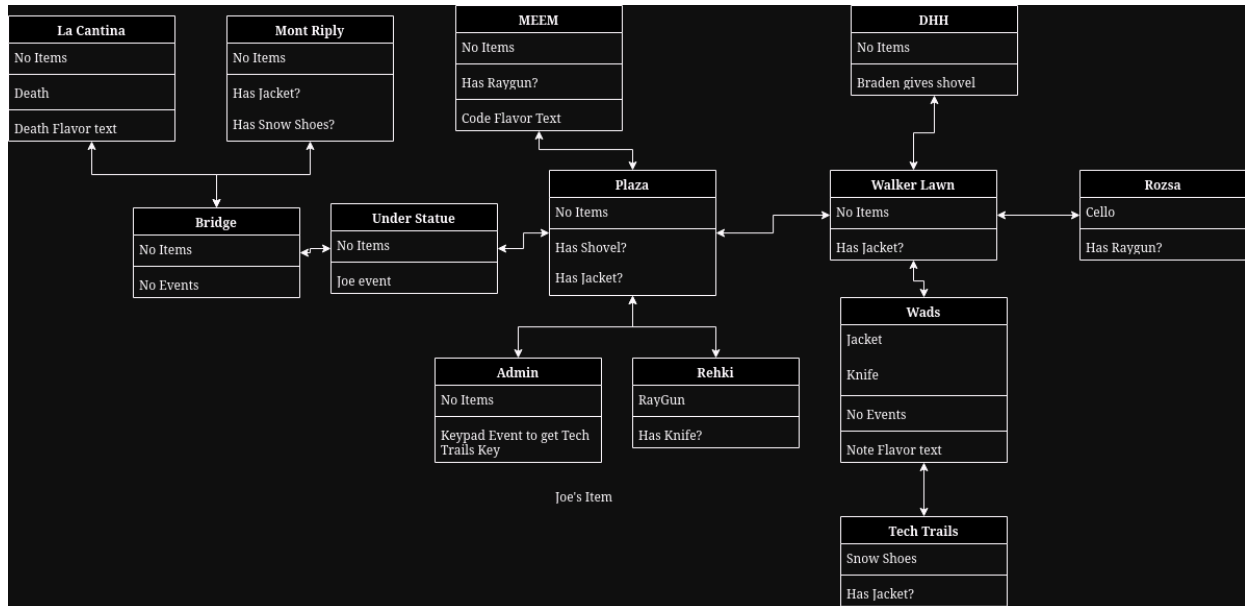 La Cantina
No Items
Death
Death Flavor text
Mont Riply
No Items
Has Jacket?
Has Snow Shoes?
MEEM
No Items
Has Raygun?
Code Flavor Text
DHH
No Items
Braden gives shovel
Bridge
No Items
No Events
Under Statue
No Items
Joe event
Plaza
No Items
Has Shovel?
Has Jacket?
Walker Lawn
No Items
Has Jacket?
Rozsa
Cello
Has Raygun?
Admin
No Items
Keypad Event to get Tech
Trails Key
Rehki
RayGun
Has Knife?
Wads
Jacket
Knife
No Events
Note Flavor text
Joe's Item
Tech Trails
Snow Shoes
Has Jacket?